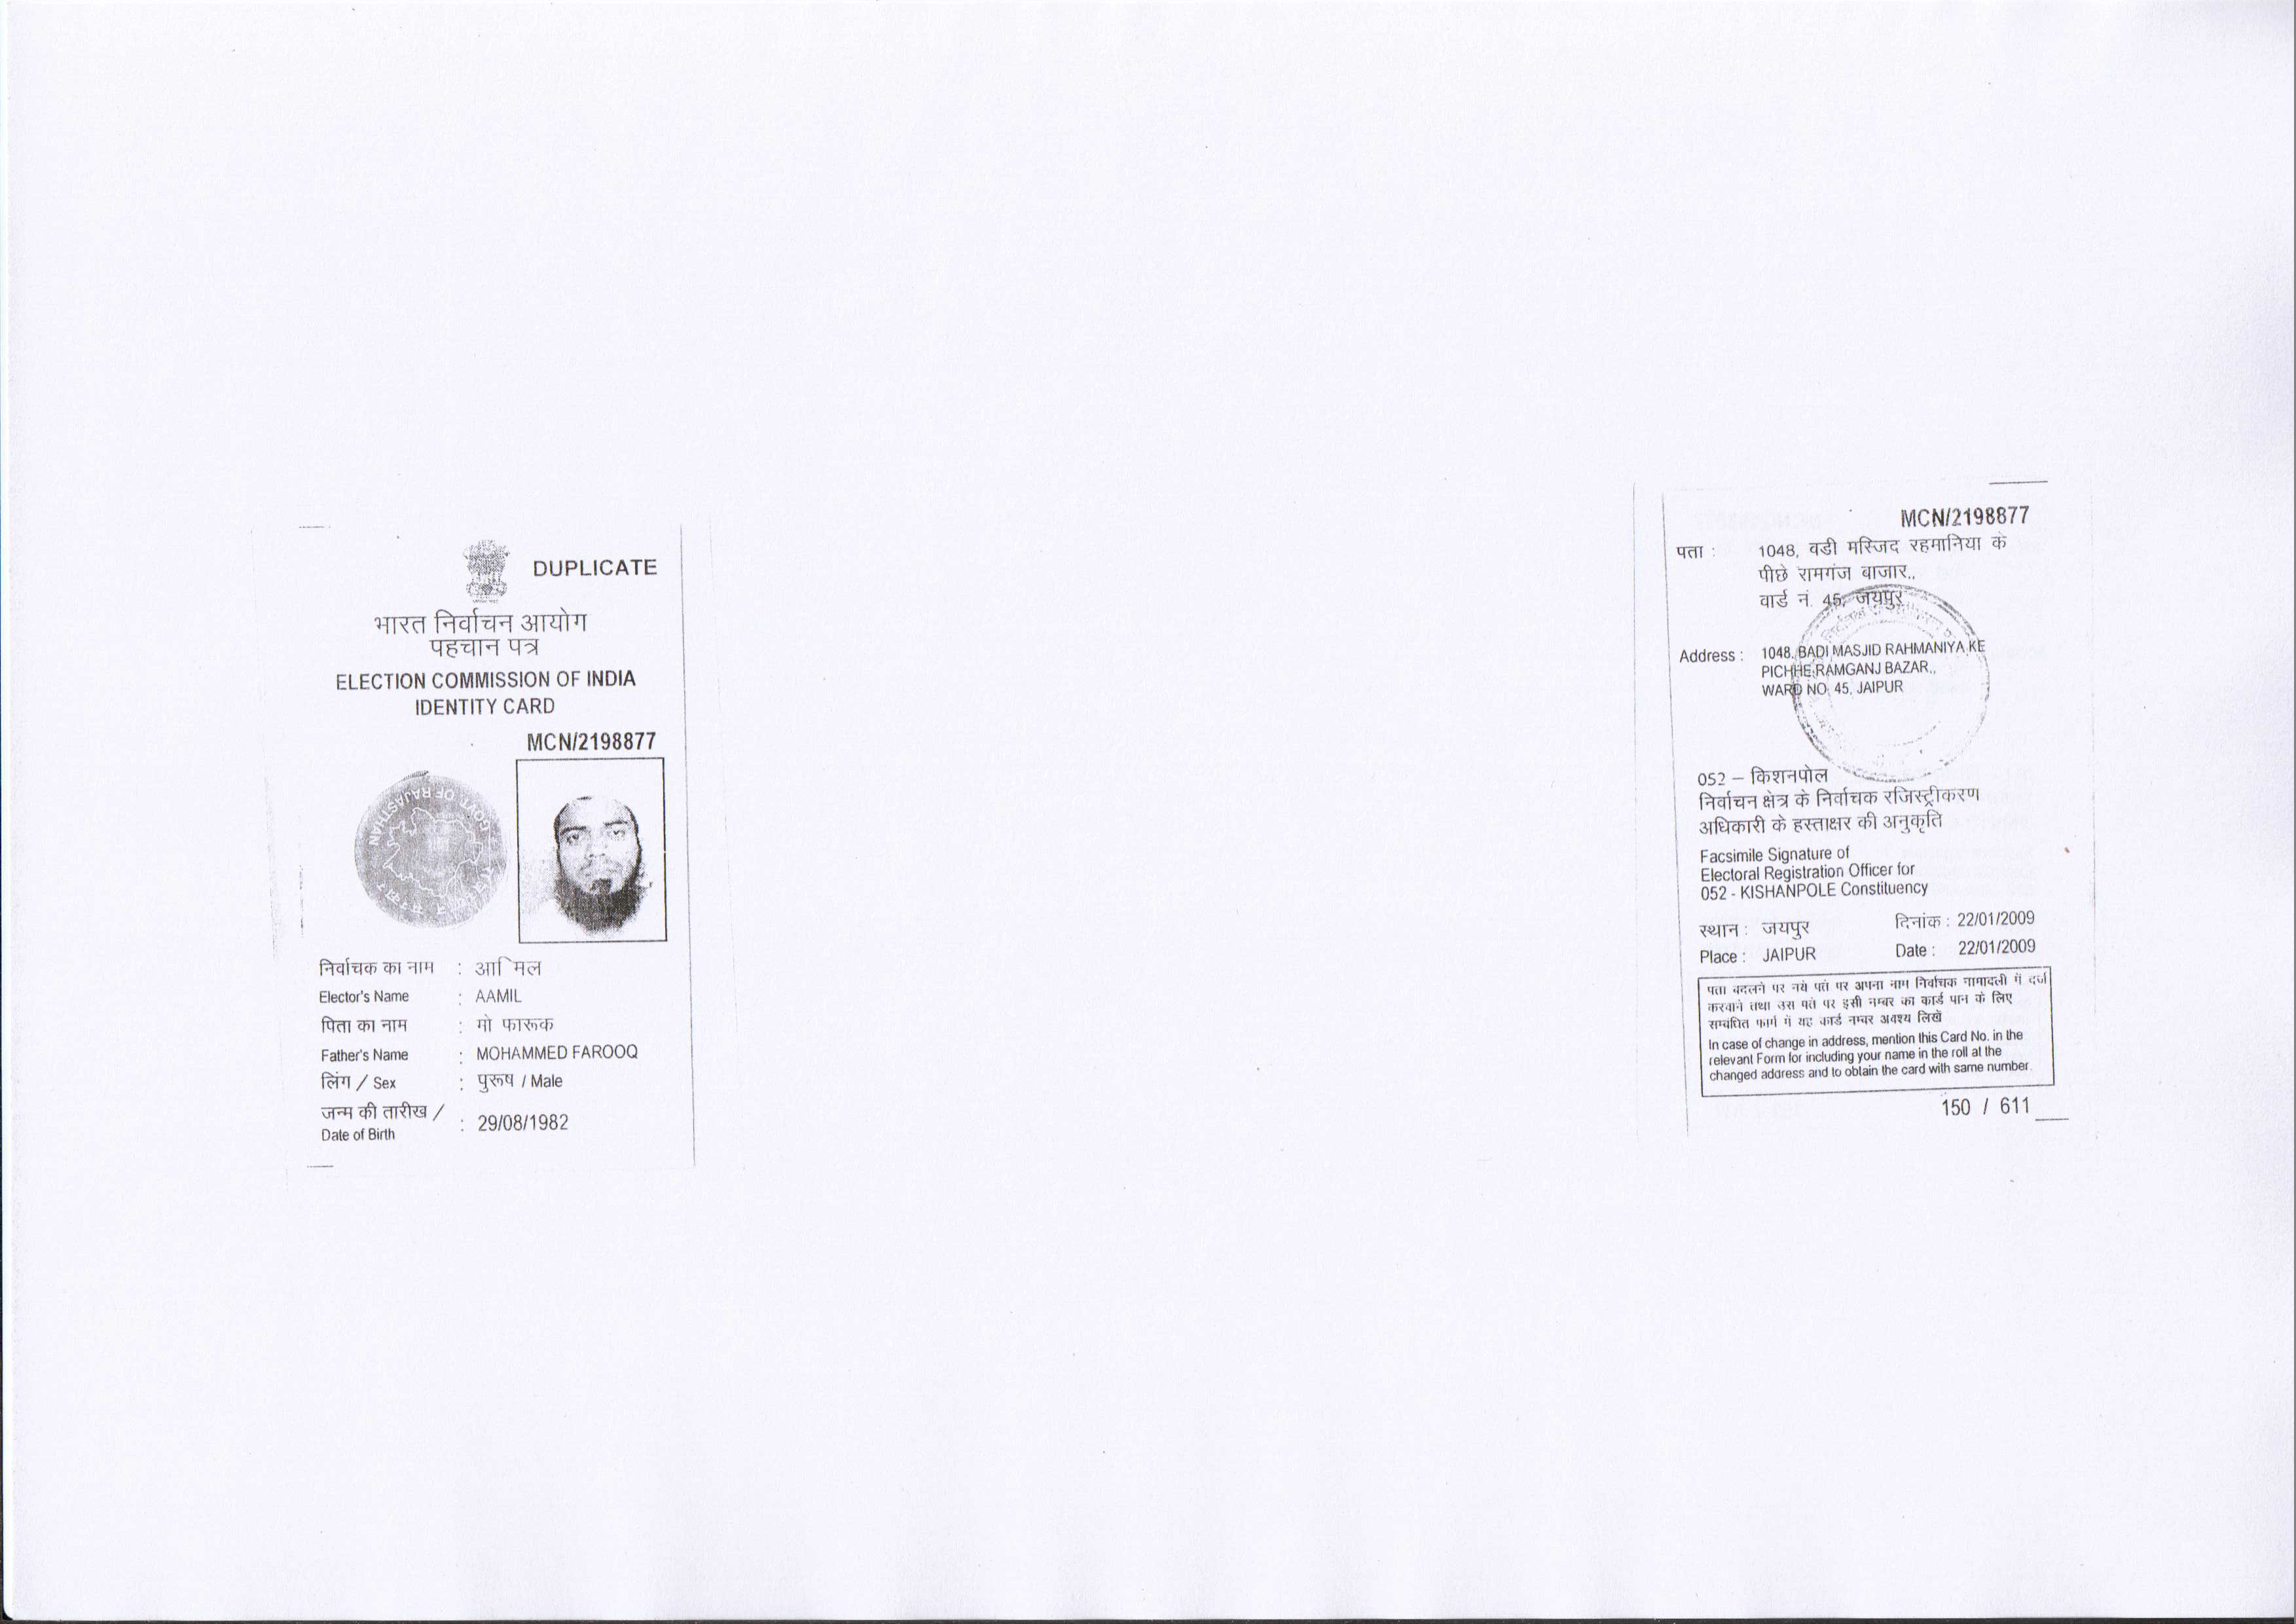 DUPLICATE
भारत निर्वाचन आयोग
पहचान पत्र
ELECTION COMMISSION OF INDIA
IDENTITY CARD
MCN/2198877
GOVT OF RAJASTHAN
निर्वाचक का नाम : आमिल
Elector's Name : AAMIL
पिता का नाम : मो फारूक
Father's Name : MOHAMMED FAROOQ
लिंग / Sex : पुरूष / Male
जन्म की तारीख /
Date of Birth : 29/08/1982
MCN/2198877
पता : 1048, वडी मस्जिद रहमानिया के
पीछे रामगंज बाजार.,
वार्ड नं. 45, जयपुर
Address : 1048, BADI MASJID RAHMANIYA KE
PICHHE RAMGANJ BAZAR.,
WARD NO. 45, JAIPUR
052 – किशनपोल
निर्वाचन क्षेत्र के निर्वाचक रजिस्ट्रीकरण
अधिकारी के हस्ताक्षर की अनुकृति
Facsimile Signature of
Electoral Registration Officer for
052 - KISHANPOLE Constituency
स्थान : जयपुर दिनांक : 22/01/2009
Place : JAIPUR Date : 22/01/2009
पता बदलने पर नये पते पर अपना नाम निर्वाचक नामावली में दर्ज
करवाने तथा उस पते पर इसी नम्बर का कार्ड पाने के लिए
सम्बंधित फार्म में यह कार्ड नम्बर अवश्य लिखें
In case of change in address, mention this Card No. in the
relevant Form for including your name in the roll at the
changed address and to obtain the card with same number.
150 / 611